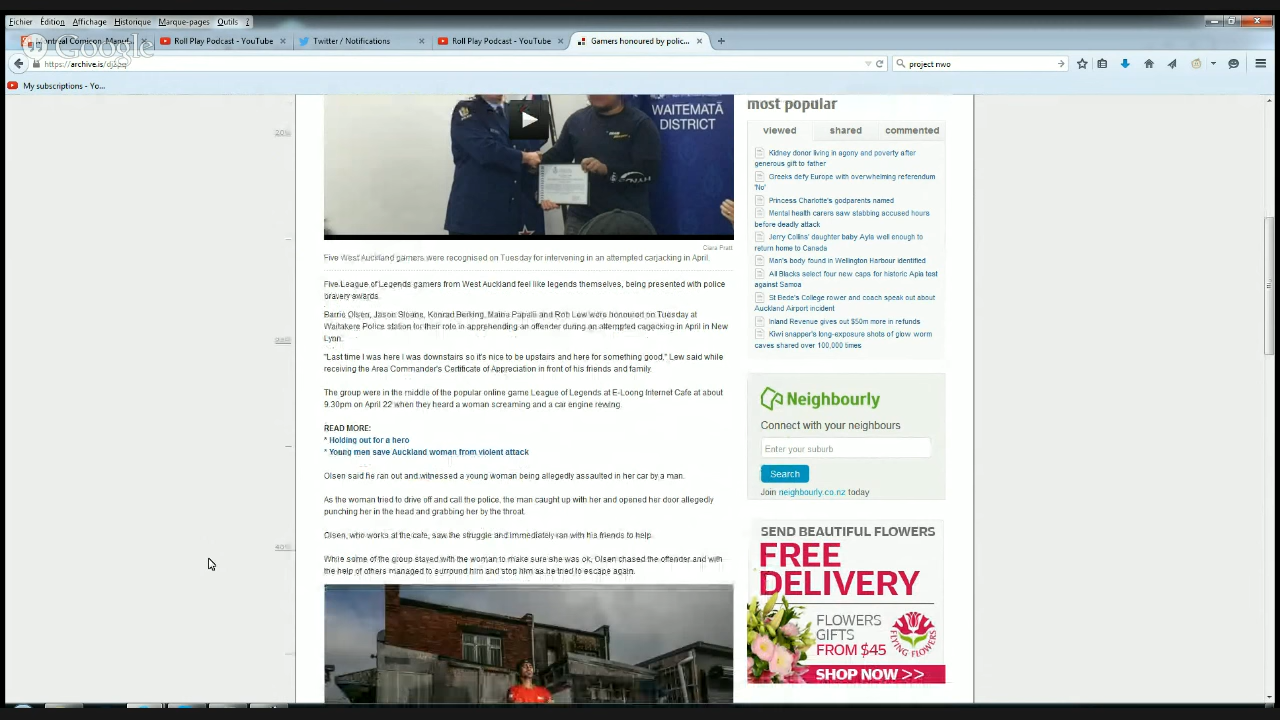 Fichier Édition Affichage Historique Marque-pages Outils ?
Montreal Comicon
Roll Play Podcast - YouTube
Twitter / Notifications
Roll Play Podcast - YouTube
Gamers honoured by polic...
Google
https://archive.is/
project nwo
My subscriptions - Yo...
20%
WAITEMATĀ
DISTRICT
Clara Pratt
Five West Auckland gamers were recognised on Tuesday for intervening in an attempted carjacking in April.
Five League of Legends gamers from West Auckland feel like legends themselves, being presented with police
bravery awards.
Barrie Olsen, Jason Sloane, Konrad Berking, Maina Papalii and Rob Lew were honoured on Tuesday at
Waitakere Police station for their role in apprehending an offender during an attempted carjacking in April in New
Lynn.
"Last time I was here I was downstairs so it's nice to be upstairs and here for something good," Lew said while
receiving the Area Commander's Certificate of Appreciation in front of his friends and family.
The group were in the middle of the popular online game League of Legends at E-Loong Internet Cafe at about
9.30pm on April 22 when they heard a woman screaming and a car engine revving.
READ MORE:
* Holding out for a hero
* Young men save Auckland woman from violent attack
Olsen said he ran out and witnessed a young woman being allegedly assaulted in her car by a man.
As the woman tried to drive off and call the police, the man caught up with her and opened her door allegedly
punching her in the head and grabbing her by the throat.
Olsen, who works at the cafe, saw the struggle and immediately ran with his friends to help.
40%
While some of the group stayed with the woman to make sure she was ok, Olsen chased the offender and with
the help of others managed to surround him and stop him as he tried to escape again.
most popular
viewed shared commented
Kidney donor living in agony and poverty after
generous gift to father
Greeks defy Europe with overwhelming referendum
'No'
Princess Charlotte's godparents named
Mental health carers saw stabbing accused hours
before deadly attack
Jerry Collins' daughter baby Ayla well enough to
return home to Canada
Man's body found in Wellington Harbour identified
All Blacks select four new caps for historic Apia test
against Samoa
St Bede's College rower and coach speak out about
Auckland Airport incident
Inland Revenue gives out $50m more in refunds
Kiwi snapper's long-exposure shots of glow worm
caves shared over 100,000 times
Neighbourly
Connect with your neighbours
Enter your suburb
Search
Join neighbourly.co.nz today
SEND BEAUTIFUL FLOWERS
FREE
DELIVERY
FLOWERS
GIFTS
FROM $45
FLYING FLOWERS
SHOP NOW >>